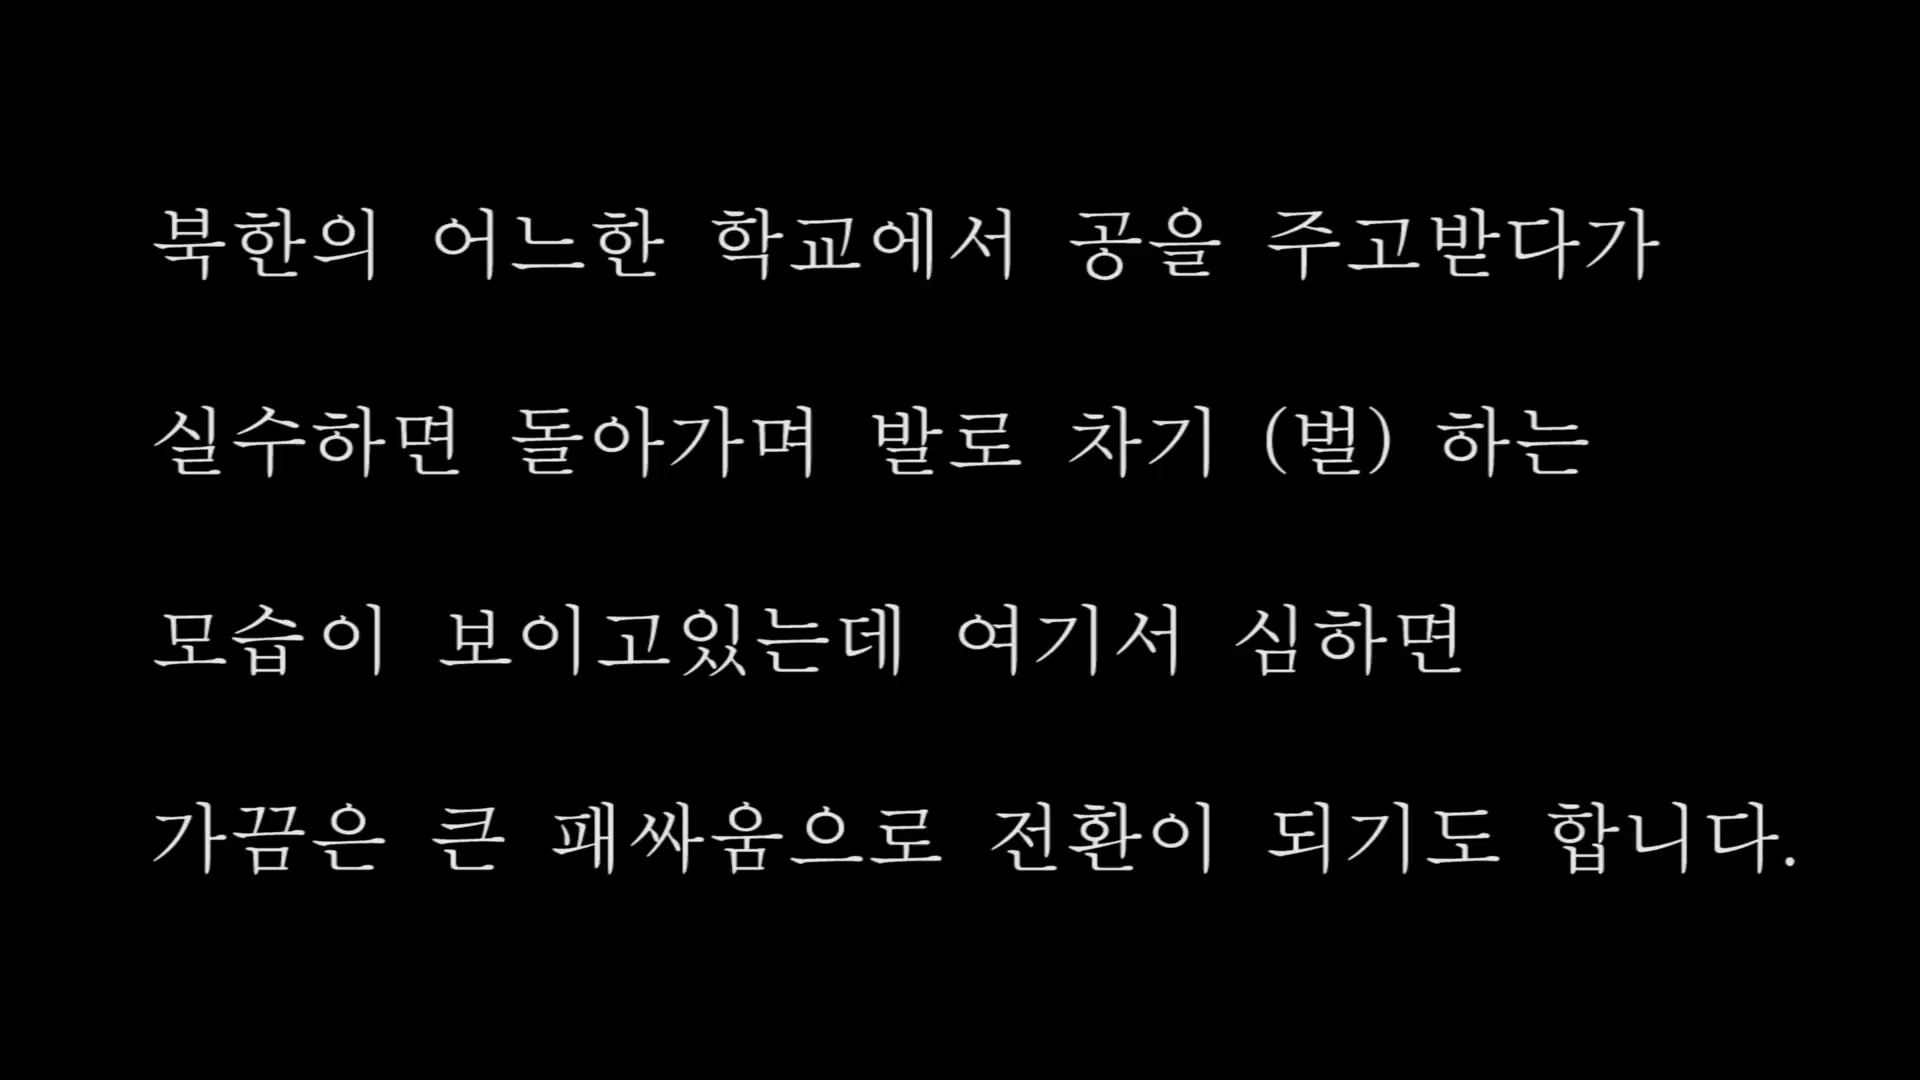 북한의 어느한 학교에서 공을 주고받다가
실수하면 돌아가며 발로 차기 (벌) 하는
모습이 보이고있는데 여기서 심하면
가끔은 큰 패싸움으로 전환이 되기도 합니다.